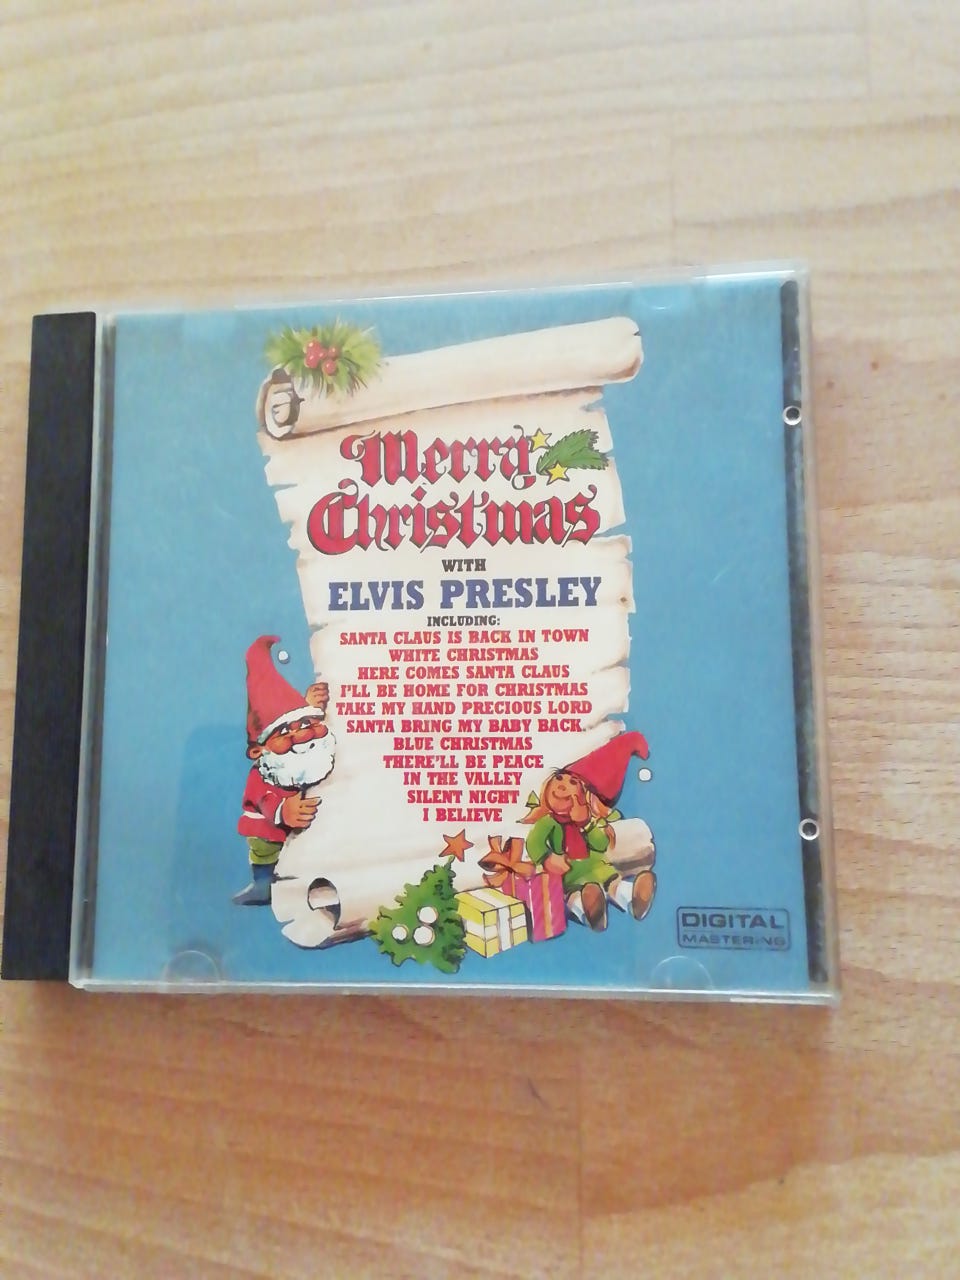 Merry
Christmas
WITH
ELVIS PRESLEY
INCLUDING:
SANTA CLAUS IS BACK IN TOWN
WHITE CHRISTMAS
HERE COMES SANTA CLAUS
I'LL BE HOME FOR CHRISTMAS
TAKE MY HAND PRECIOUS LORD
SANTA BRING MY BABY BACK
BLUE CHRISTMAS
THERE'LL BE PEACE
IN THE VALLEY
SILENT NIGHT
I BELIEVE
DIGITAL
MASTERING